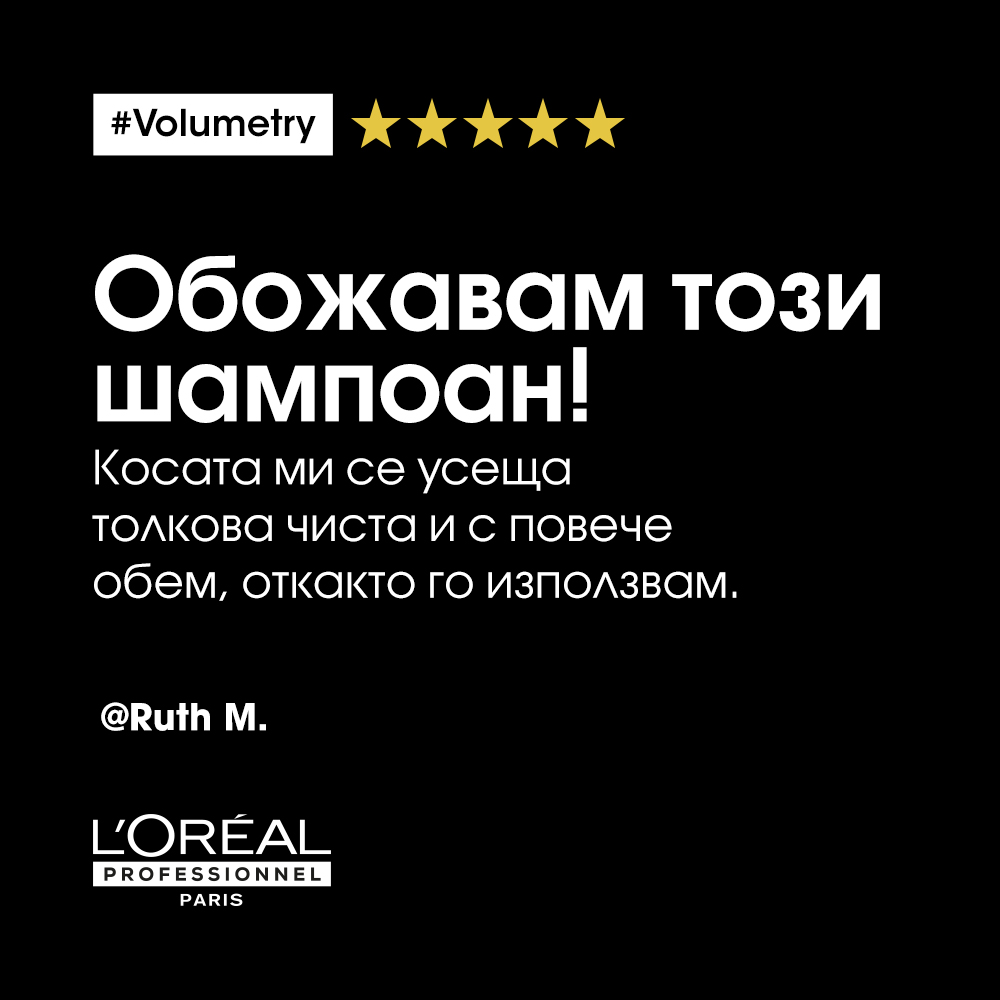 #Volumetry
Обожавам този
шампоан!
Косата ми се усеща
толкова чиста и с повече
обем, откакто го използвам.
@Ruth M.
L'ORÉAL
PROFESSIONNEL
PARIS